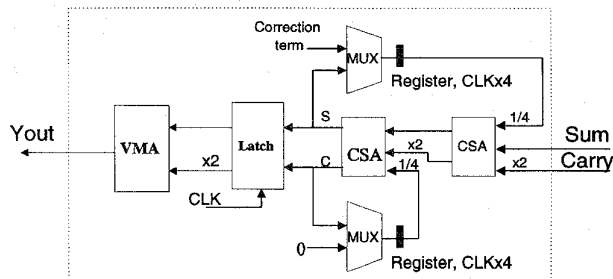 Correction
term
MUX
Register, CLKx4
1/4
Yout
VMA
x2
Latch
CLK
S
C
CSA
x2
1/4
CSA
Sum
x2
Carry
MUX
0
Register, CLKx4